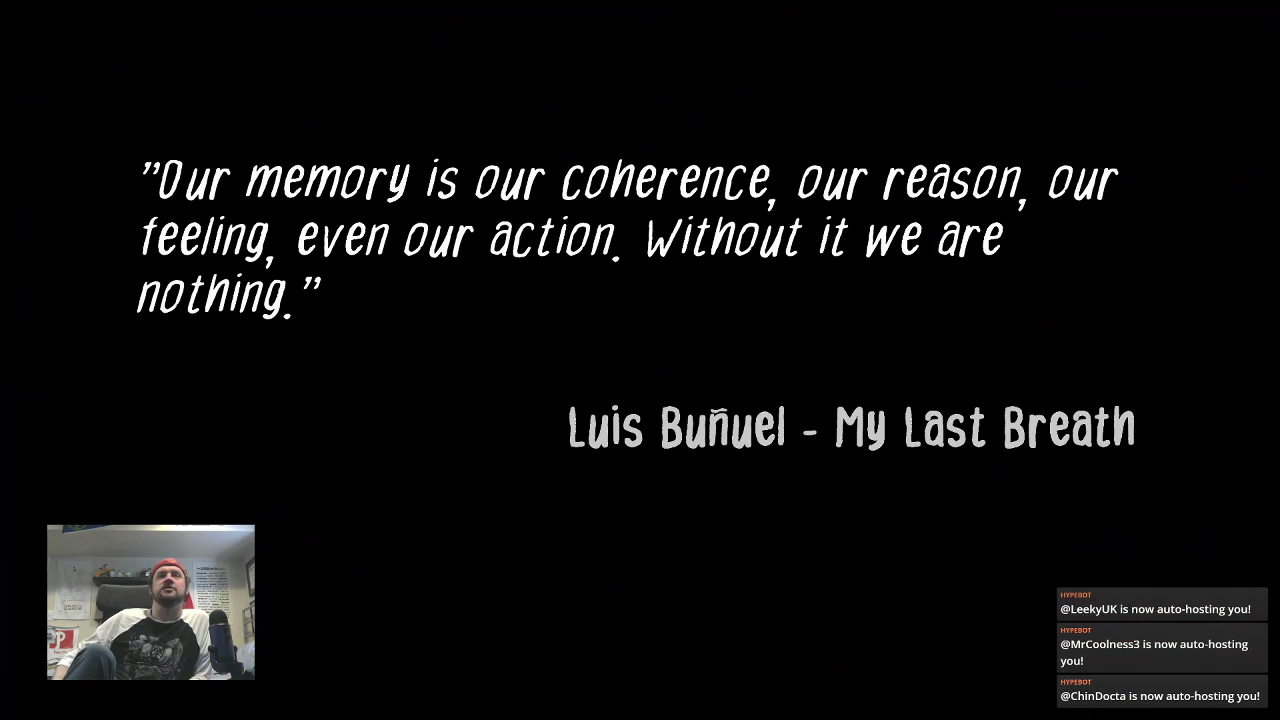 ”Our memory is our coherence, our reason, our
feeling, even our action. Without it we are
nothing.”
Luis Buñuel - My Last Breath
HYPEBOT
@LeekyUK is now auto-hosting you!
HYPEBOT
@MrCoolness3 is now auto-hosting
you!
HYPEBOT
@ChinDocta is now auto-hosting you!